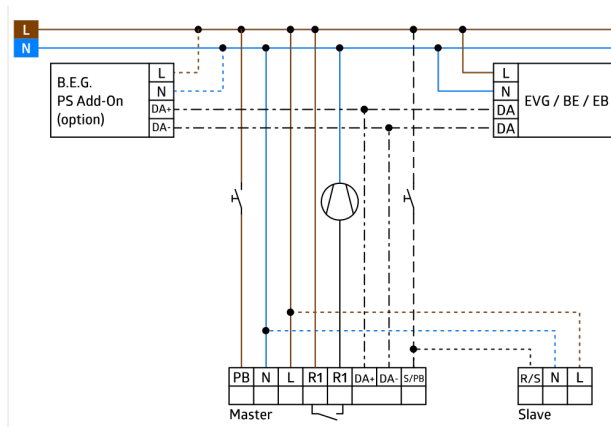 L
N
B.E.G.
PS Add-On
(option)
L
N
DA+
DA-
L
N
DA
DA
EVG / BE / EB
PB N L R1 R1 DA+ DA- S/PB
R/S N L
Master
Slave